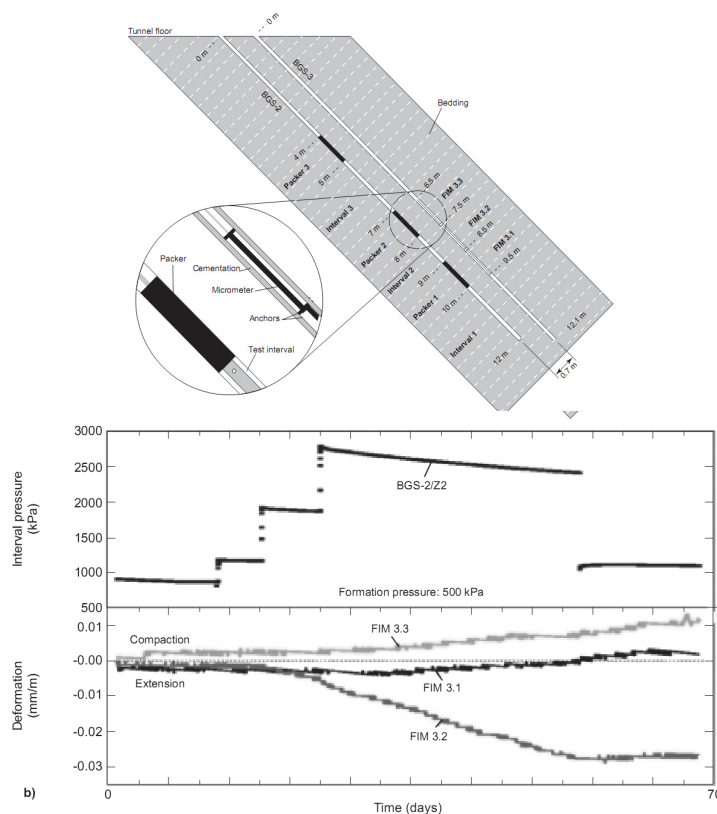 Tunnel floor
0 m
0 m
BGS-2
BGS-3
Bedding
4 m
Packer 3
5 m
Interval 3
7 m
Packer 2
8 m
Interval 2
9 m
Packer 1
10 m
Interval 1
12 m
6.5 m
FIM 3.3
7.5 m
FIM 3.2
8.5 m
FIM 3.1
9.5 m
12.1 m
0.7 m
Packer
Cementation
Micrometer
Anchors
Test interval
3000
2500
2000
1500
1000
500
Interval pressure
(kPa)
BGS-2/Z2
Formation pressure: 500 kPa
0.01
-0.00
-0.01
-0.02
-0.03
Deformation
(mm/m)
Compaction
Extension
FIM 3.3
FIM 3.1
FIM 3.2
b)
0
70
Time (days)